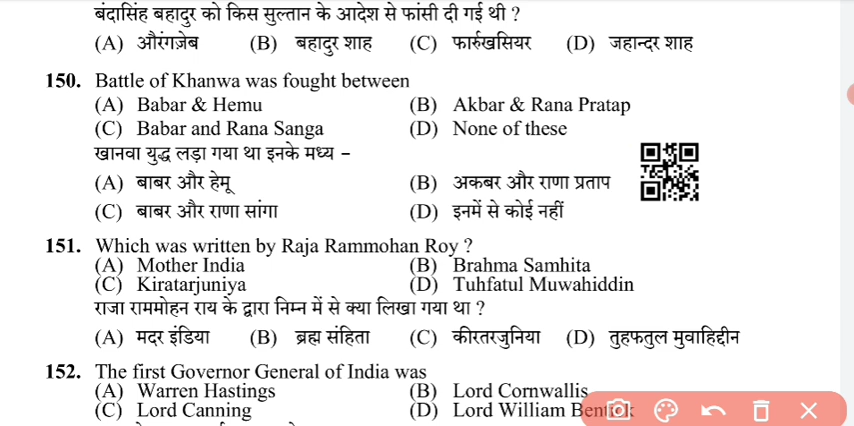 बंदासिंह बहादुर को किस सुल्तान के आदेश से फांसी दी गई थी ?
(A) औरंगज़ेब (B) बहादुर शाह (C) फार्रुखसियर (D) जहान्दर शाह
150. Battle of Khanwa was fought between
(A) Babar & Hemu (B) Akbar & Rana Pratap
(C) Babar and Rana Sanga (D) None of these
खानवा युद्ध लड़ा गया था इनके मध्य –
(A) बाबर और हेमू (B) अकबर और राणा प्रताप
(C) बाबर और राणा सांगा (D) इनमें से कोई नहीं
151. Which was written by Raja Rammohan Roy ?
(A) Mother India (B) Brahma Samhita
(C) Kiratarjuniya (D) Tuhfatul Muwahiddin
राजा राममोहन राय के द्वारा निम्न में से क्या लिखा गया था ?
(A) मदर इंडिया (B) ब्रह्म संहिता (C) कीरतरजुनिया (D) तुहफतुल मुवाहिद्दीन
152. The first Governor General of India was
(A) Warren Hastings (B) Lord Cornwallis
(C) Lord Canning (D) Lord William Bentick